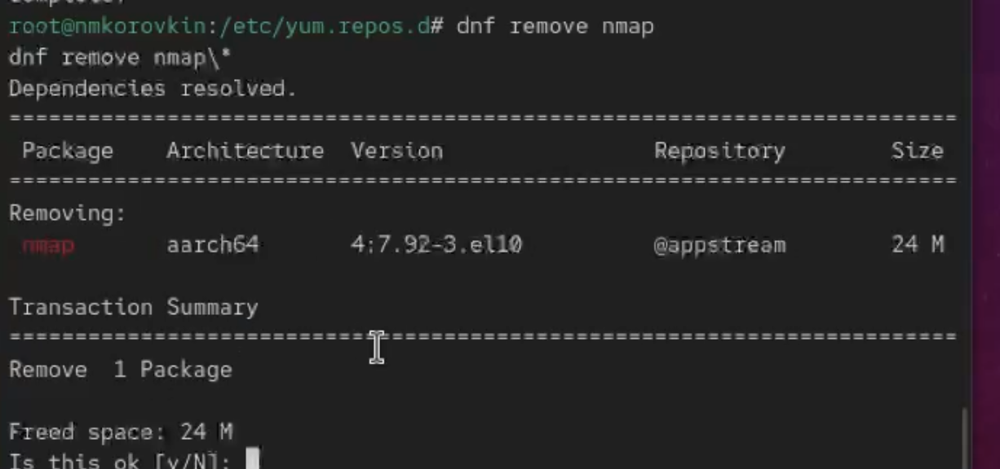 complete!
root@nmkorovkin:/etc/yum.repos.d# dnf remove nmap
dnf remove nmap\*
Dependencies resolved.
================================================================================
Package Architecture Version Repository Size
================================================================================
Removing:
nmap aarch64 4:7.92-3.el10 @appstream 24 M
Transaction Summary
================================================================================
Remove 1 Package
Freed space: 24 M
Is this ok [y/N]: